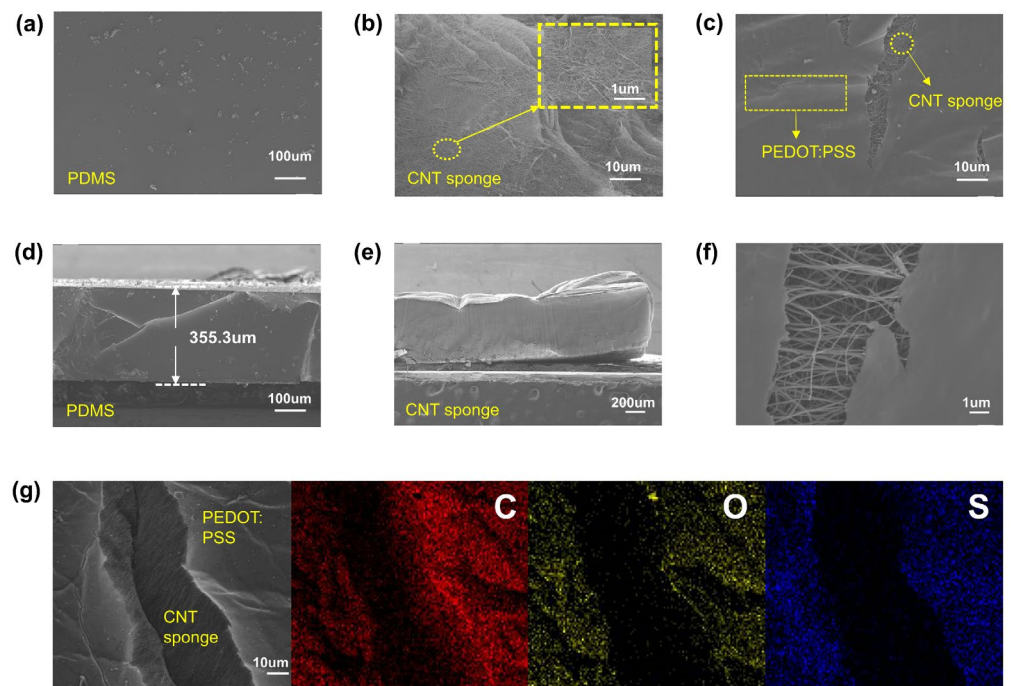 (a)
100um
PDMS
(b)
1um
CNT sponge
10um
(c)
CNT sponge
PEDOT:PSS
10um
(d)
355.3um
PDMS
100um
(e)
CNT sponge
200um
(f)
1um
(g)
PEDOT:
PSS
CNT
sponge
10um
C
O
S